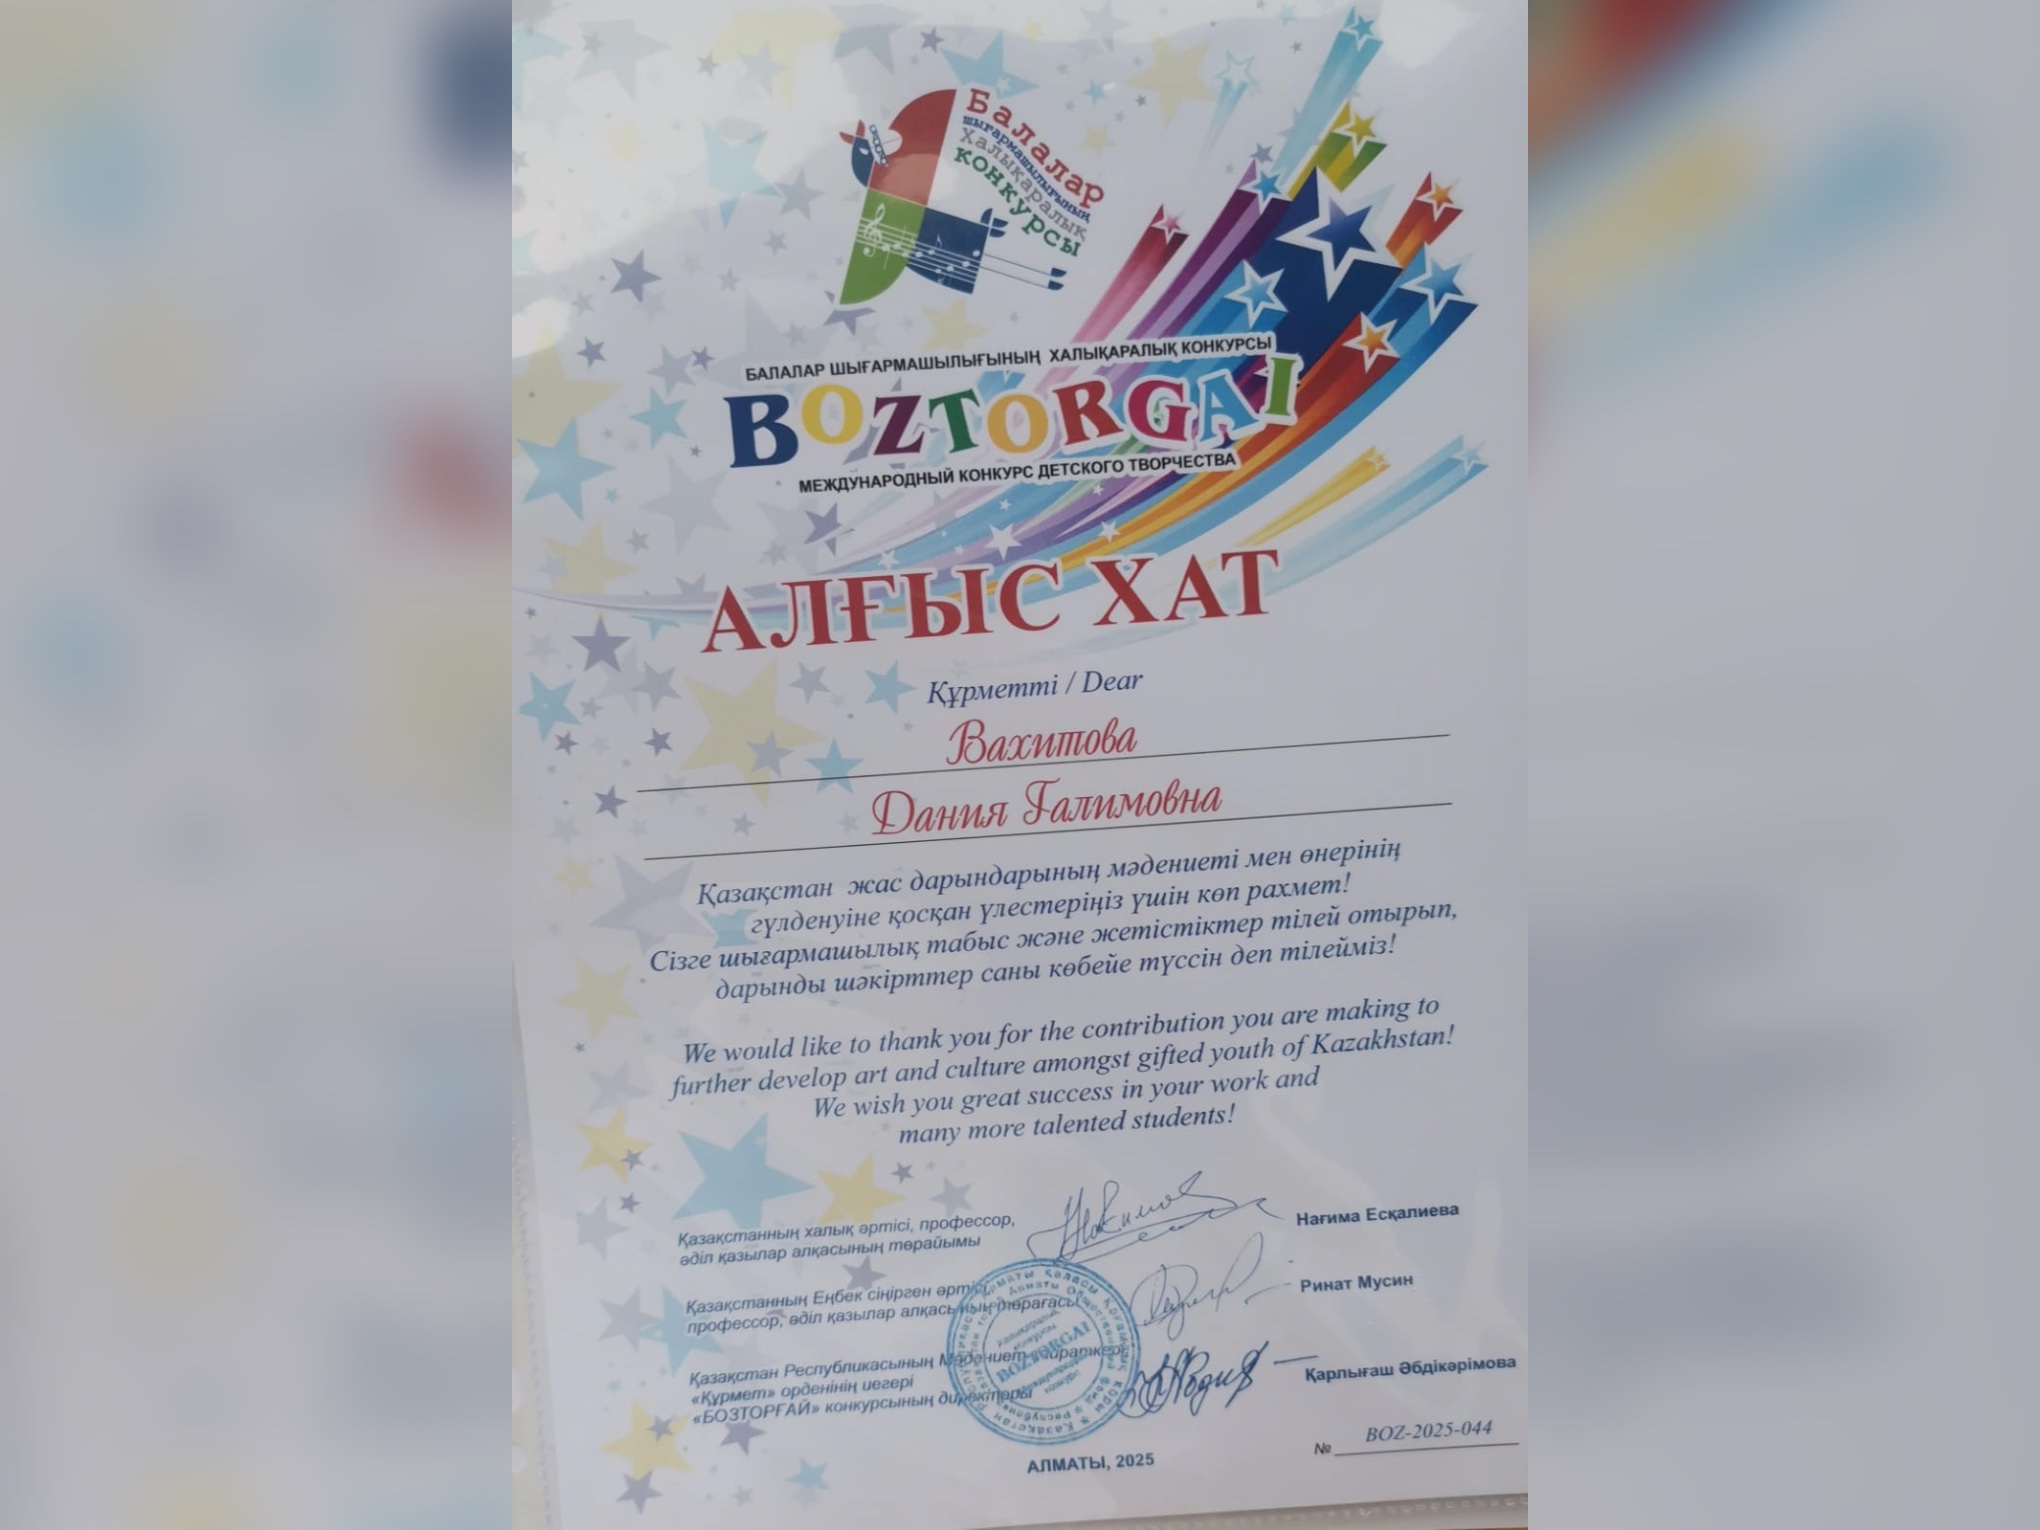 Балалар
шығармашылығының
Халықаралық
конкурсы
БАЛАЛАР ШЫҒАРМАШЫЛЫҒЫНЫҢ ХАЛЫҚАРАЛЫҚ КОНКУРСЫ
BOZTORGAI
МЕЖДУНАРОДНЫЙ КОНКУРС ДЕТСКОГО ТВОРЧЕСТВА
АЛҒЫС ХАТ
Құрметті / Dear
Вахитова
Дания Галимовна
Қазақстан жас дарындарының мәдениеті мен өнерінің
гүлденуіне қосқан үлестеріңіз үшін көп рахмет!
Сізге шығармашылық табыс және жетістіктер тілей отырып,
дарынды шәкірттер саны көбейе түссін деп тілейміз!
We would like to thank you for the contribution you are making to
further develop art and culture amongst gifted youth of Kazakhstan!
We wish you great success in your work and
many more talented students!
Қазақстанның халық әртісі, профессор,
әділ қазылар алқасының төрайымы
Нағима Есқалиева
Қазақстанның Еңбек сіңірген әртісі,
профессор, әділ қазылар алқасының төрағасы
Ринат Мусин
Қазақстан Республикасының Мәдениет қайраткері,
«Құрмет» орденінің иегері
«БОЗТОРҒАЙ» конкурсының директоры
Қарлығаш Әбдікәрімова
Халықаралық
конкурсы
BOZTORGAI
Международный
конкурс
№ BOZ-2025-044
АЛМАТЫ, 2025